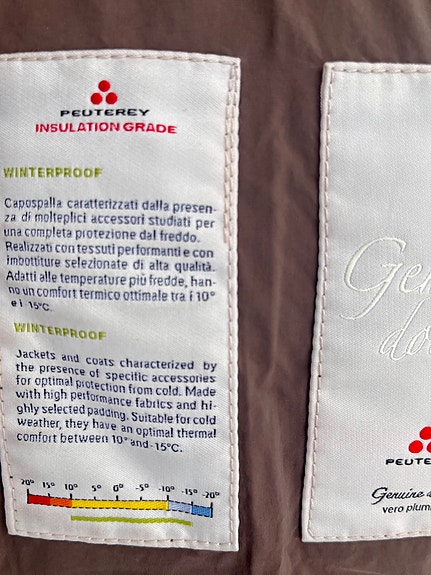 PEUTEREY
INSULATION GRADE
WINTERPROOF
Capospalla caratterizzati dalla presen-
za di molteplici accessori studiati per
una completa protezione dal freddo.
Realizzati con tessuti performanti e con
imbottiture selezionate di alta qualità.
Adatti alle temperature più fredde, han-
no un comfort termico ottimale tra i 10°
e i -15°C.
WINTERPROOF
Jackets and coats characterized by
the presence of specific accessories
for optimal protection from cold. Made
with high performance fabrics and hi-
ghly selected padding. Suitable for cold
weather, they have an optimal thermal
comfort between 10° and -15°C.
20° 15° 10° 5° 0° -5° -10° -15° -20°
Genuine
vero